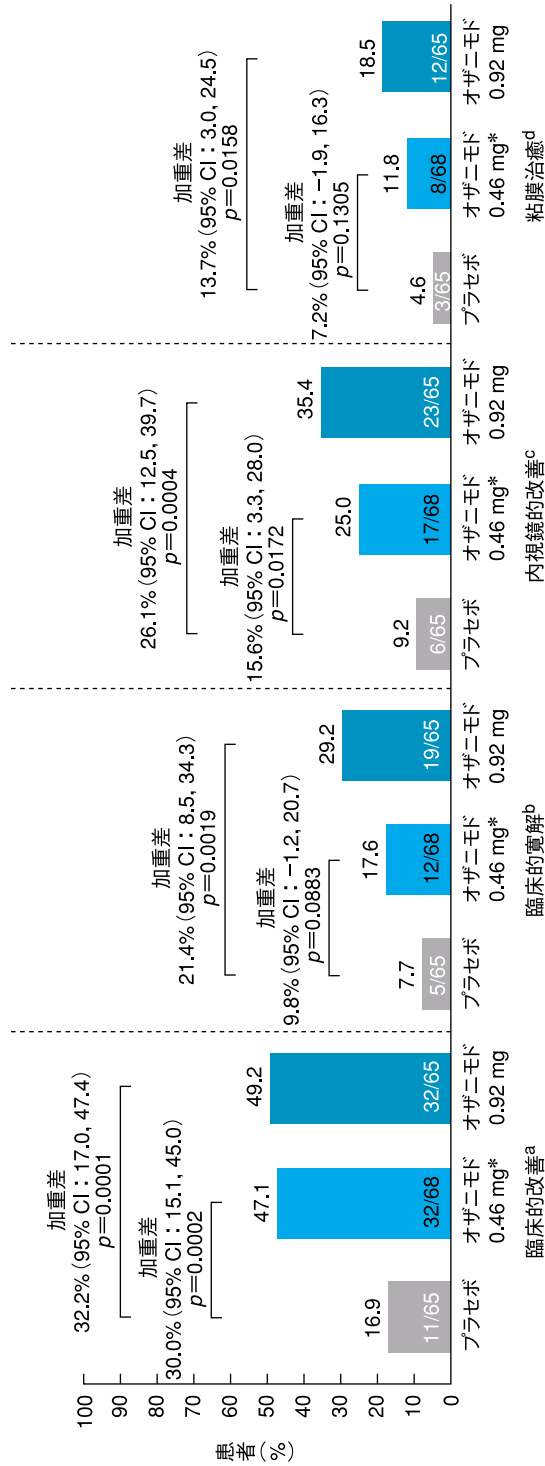 患者(%)
100
90
80
70
60
50
40
30
20
10
0
加重差
32.2% (95% CI：17.0, 47.4)
p＝0.0001
加重差
30.0% (95% CI：15.1, 45.0)
p＝0.0002
16.9
11/65
プラセボ
47.1
32/68
オザニモド
0.46 mg*
49.2
32/65
オザニモド
0.92 mg
臨床的改善a
加重差
21.4% (95% CI：8.5, 34.3)
p＝0.0019
加重差
9.8% (95% CI：−1.2, 20.7)
p＝0.0883
7.7
5/65
プラセボ
17.6
12/68
オザニモド
0.46 mg*
29.2
19/65
オザニモド
0.92 mg
臨床的寛解b
加重差
26.1% (95% CI：12.5, 39.7)
p＝0.0004
加重差
15.6% (95% CI：3.3, 28.0)
p＝0.0172
9.2
6/65
プラセボ
25.0
17/68
オザニモド
0.46 mg*
35.4
23/65
オザニモド
0.92 mg
内視鏡的改善c
加重差
13.7% (95% CI：3.0, 24.5)
p＝0.0158
加重差
7.2% (95% CI：−1.9, 16.3)
p＝0.1305
4.6
3/65
プラセボ
11.8
8/68
オザニモド
0.46 mg*
18.5
12/65
オザニモド
0.92 mg
粘膜治癒d